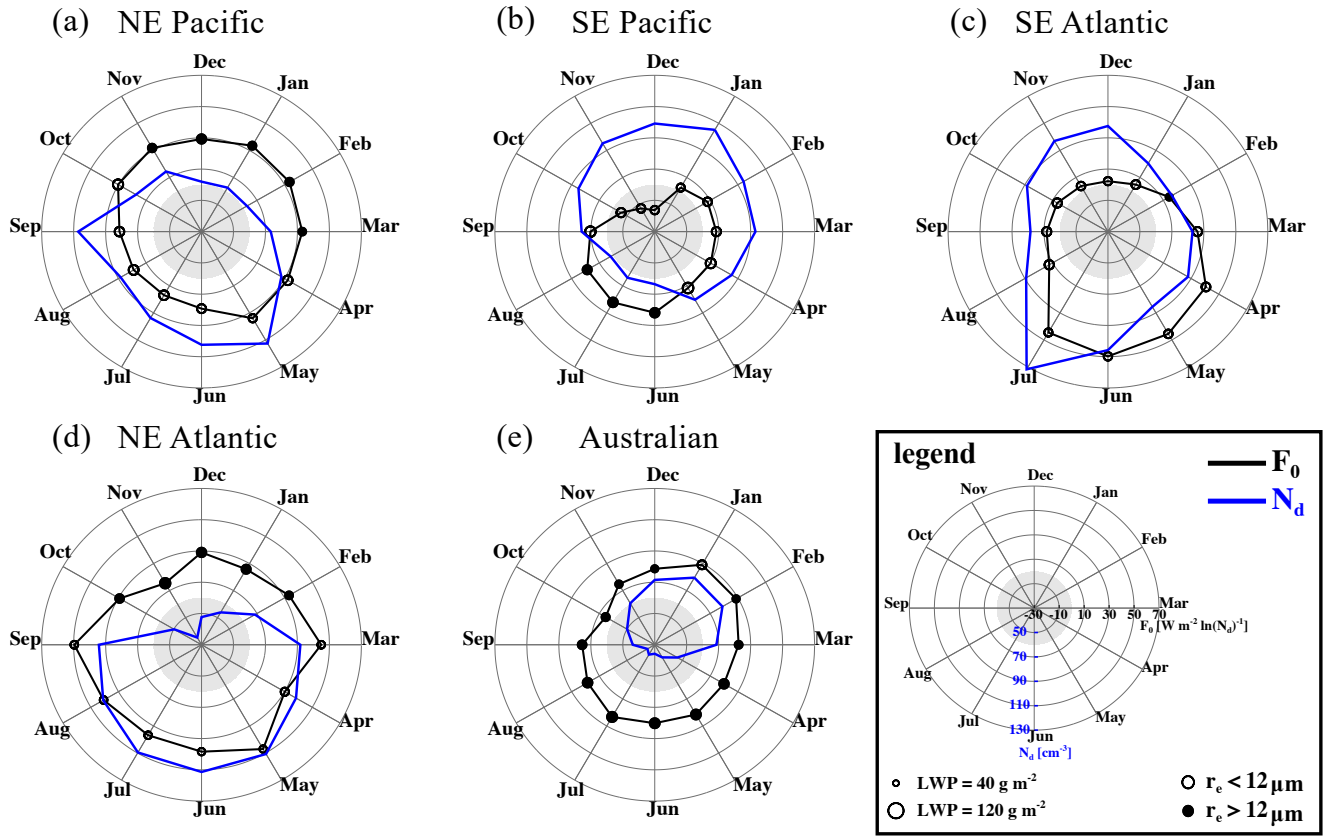 (a) NE Pacific
Dec
Nov Jan
Oct Feb
Sep Mar
Aug Apr
Jul May
Jun
(b) SE Pacific
Dec
Nov Jan
Oct Feb
Sep Mar
Aug Apr
Jul May
Jun
(c) SE Atlantic
Dec
Nov Jan
Oct Feb
Sep Mar
Aug Apr
Jul May
Jun
(d) NE Atlantic
Dec
Nov Jan
Oct Feb
Sep Mar
Aug Apr
Jul May
Jun
(e) Australian
Dec
Nov Jan
Oct Feb
Sep Mar
Aug Apr
Jul May
Jun
legend
F₀
N_d
Dec
Nov Jan
Oct Feb
Sep Mar
-30 -10 10 30 50 70
F₀ [W m⁻² ln(N_d)⁻¹
50
70
90
110
130
Aug Apr
Jul May
Jun
N_d [cm⁻³]
LWP = 40 g m⁻²
LWP = 120 g m⁻²
r_e < 12 μm
r_e > 12 μm